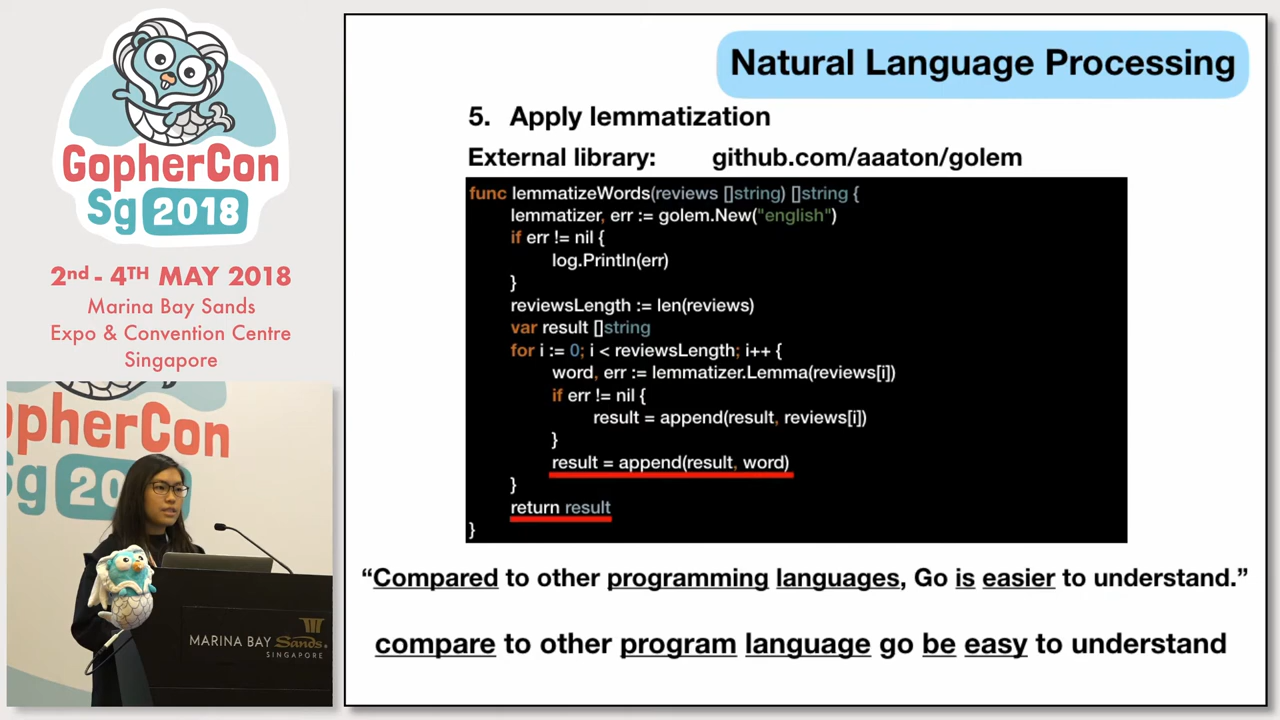 GopherCon
Sg 2018
2nd - 4TH MAY 2018
Marina Bay Sands
Expo & Convention Centre
Singapore
opherCon
Sg 20
MARINA BAY Sands.
SINGAPORE
Natural Language Processing
5. Apply lemmatization
External library: github.com/aaaton/golem
func lemmatizeWords(reviews []string) []string {
lemmatizer, err := golem.New("english")
if err != nil {
log.Println(err)
}
reviewsLength := len(reviews)
var result []string
for i := 0; i < reviewsLength; i++ {
word, err := lemmatizer.Lemma(reviews[i])
if err != nil {
result = append(result, reviews[i])
}
result = append(result, word)
}
return result
}
“Compared to other programming languages, Go is easier to understand.”
compare to other program language go be easy to understand